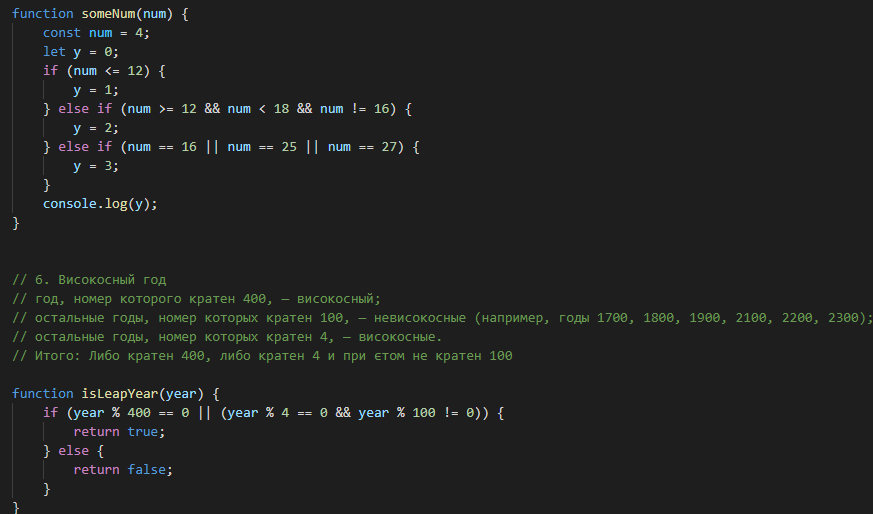 function someNum(num) {
    const num = 4;
    let y = 0;
    if (num <= 12) {
        y = 1;
    } else if (num >= 12 && num < 18 && num != 16) {
        y = 2;
    } else if (num == 16 || num == 25 || num == 27) {
        y = 3;
    }
    console.log(y);
}
// 6. Високосный год
// год, номер которого кратен 400, — високосный;
// остальные годы, номер которых кратен 100, — невисокосные (например, годы 1700, 1800, 1900, 2100, 2200, 2300);
// остальные годы, номер которых кратен 4, — високосные.
// Итого: Либо кратен 400, либо кратен 4 и при єтом не кратен 100
function isLeapYear(year) {
    if (year % 400 == 0 || (year % 4 == 0 && year % 100 != 0)) {
        return true;
    } else {
        return false;
    }
}